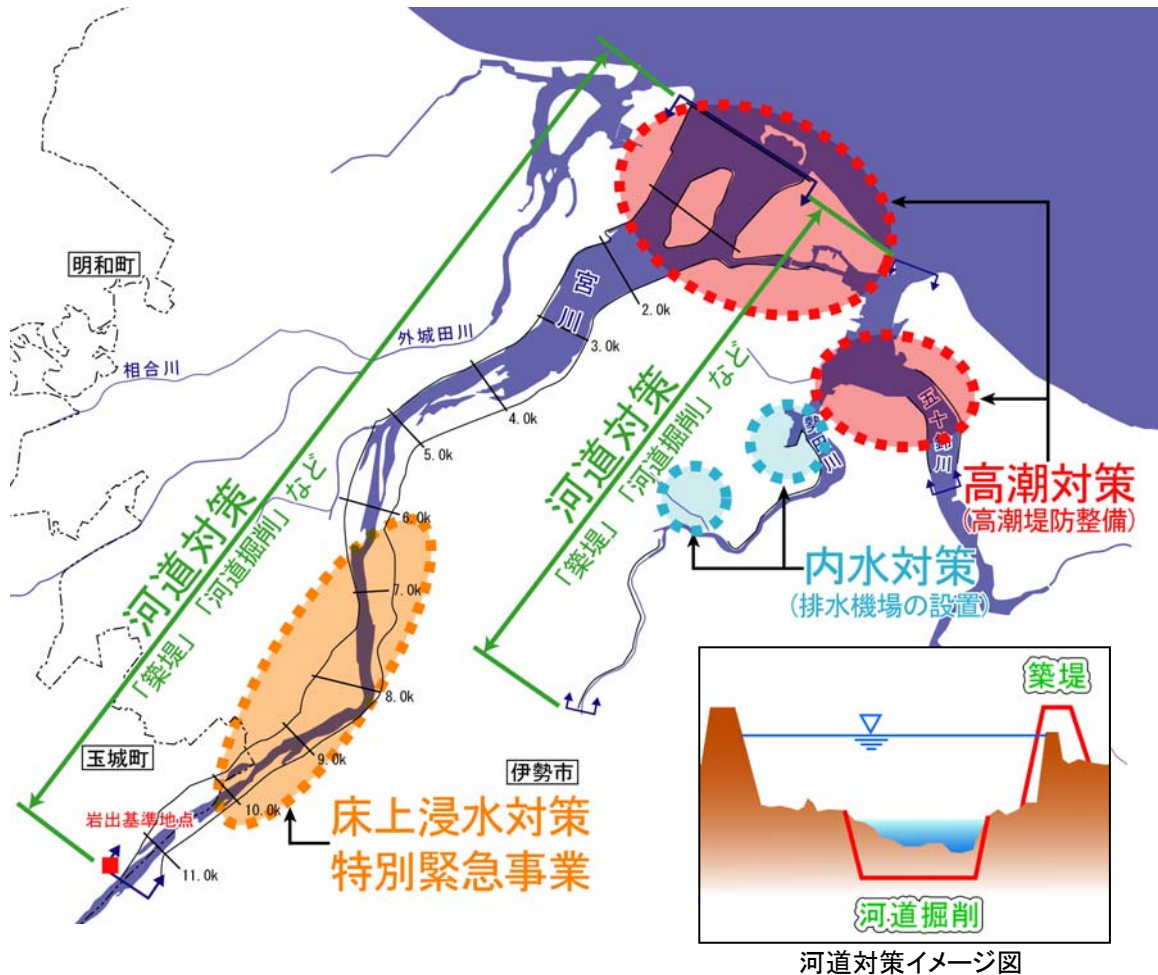 明和町
相合川
外城田川
宮川
2.0k
3.0k
4.0k
5.0k
6.0k
7.0k
8.0k
9.0k
10.0k
11.0k
河道対策
「築堤」「河道掘削」など
河道対策
「築堤」「河道掘削」など
勢田川
五十鈴川
高潮対策
(高潮堤防整備)
内水対策
(排水機場の設置)
玉城町
伊勢市
岩出基準地点
床上浸水対策
特別緊急事業
築堤
河道掘削
河道対策イメージ図